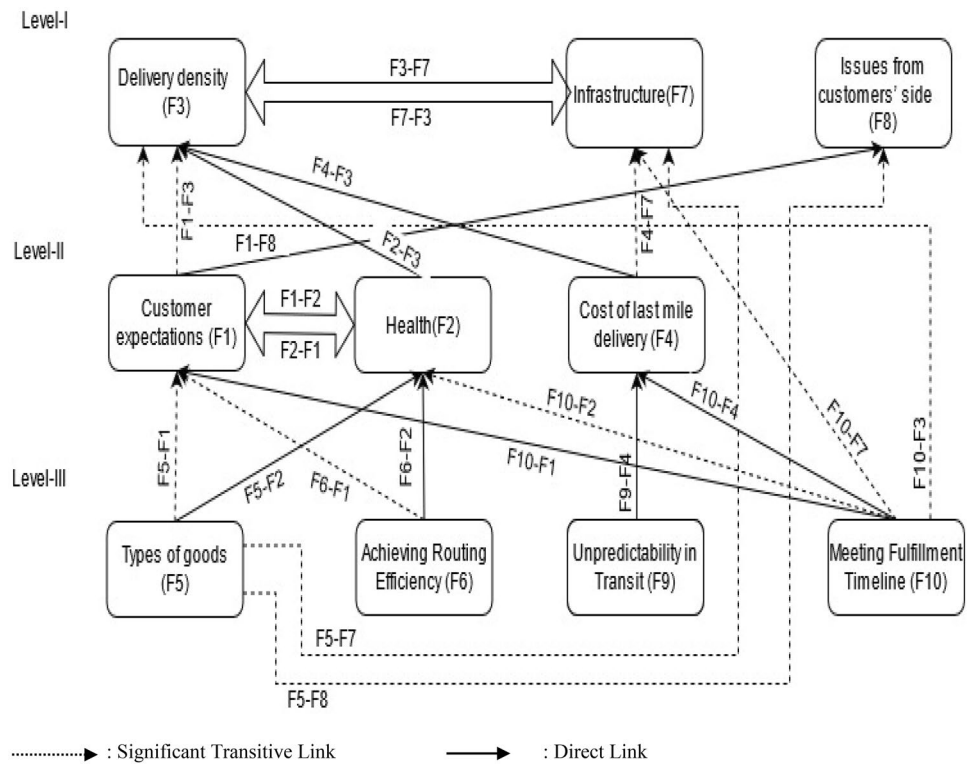 Level-I
Delivery density
(F3)
F3-F7
F7-F3
Infrastructure(F7)
Issues from
customers' side
(F8)
F1-F3
F4-F3
F4-F7
Level-II
F1-F8
F2-F3
Customer
expectations (F1)
F1-F2
F2-F1
Health(F2)
Cost of last mile
delivery (F4)
F5-F1
F5-F2
F6-F1
F6-F2
F10-F2
F10-F1
F9-F4
F10-F4
F10-F7
F10-F3
Level-III
Types of goods
(F5)
Achieving Routing
Efficiency (F6)
Unpredictability in
Transit (F9)
Meeting Fulfillment
Timeline (F10)
F5-F7
F5-F8
: Significant Transitive Link
: Direct Link